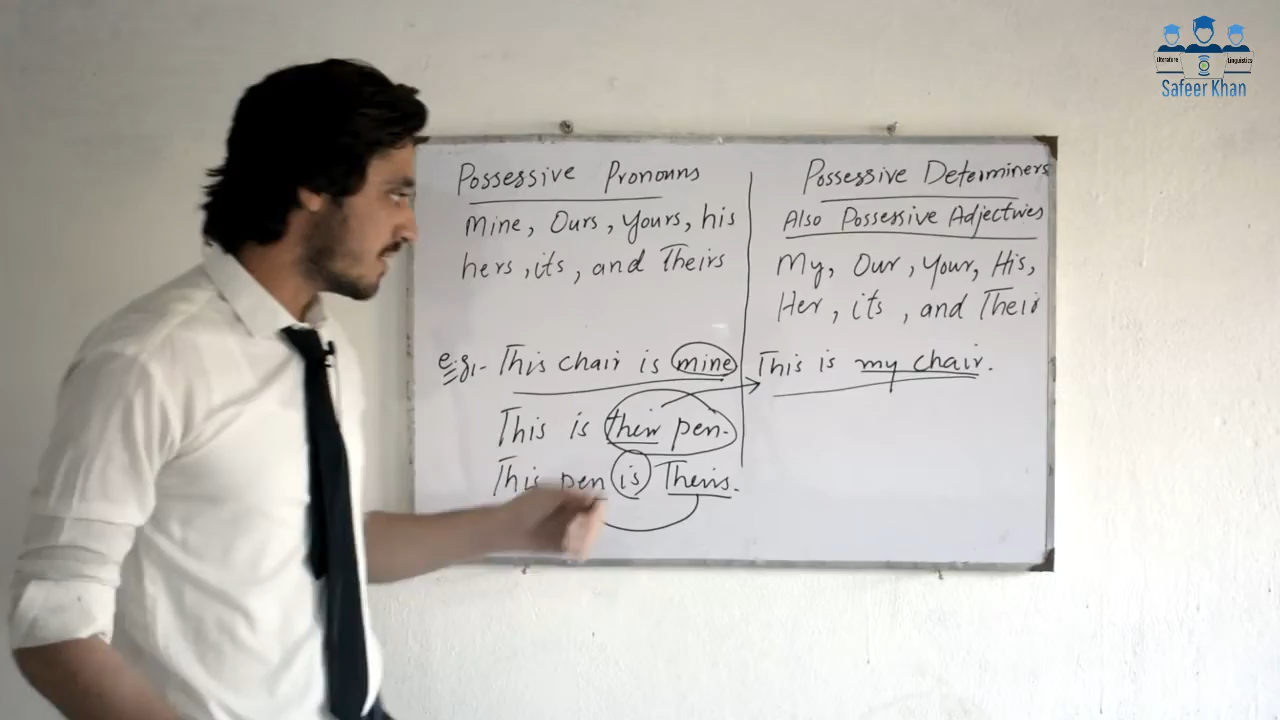 Literature
Linguistics
Safeer Khan
Possessive Pronouns
Mine, Ours, yours, his
hers, its, and Theirs
e.g,- This chair is mine
This is their pen.
This pen is Theirs.
Possessive Determiners
Also Possessive Adjectives
My, Our, your, His,
Her, its, and Their
This is my chair.